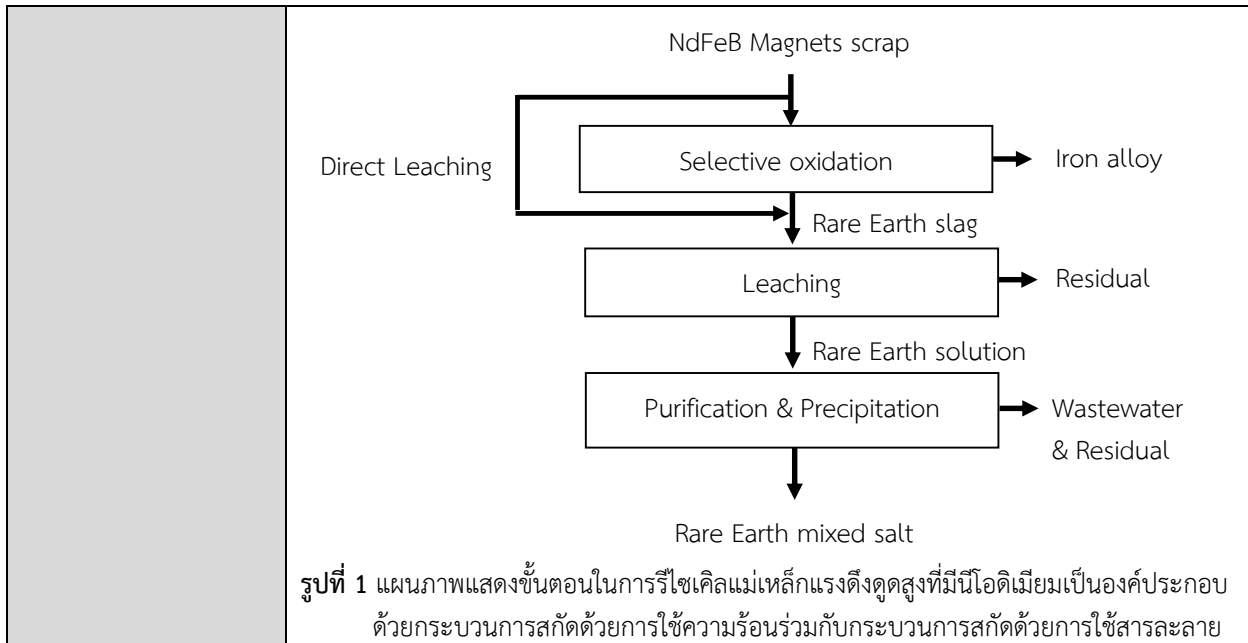 NdFeB Magnets scrap
Direct Leaching
Selective oxidation
Iron alloy
Rare Earth slag
Leaching
Residual
Rare Earth solution
Purification & Precipitation
Wastewater
& Residual
Rare Earth mixed salt
รูปที่ 1 แผนภาพแสดงขั้นตอนในการรีไซเคิลแม่เหล็กแรงดึงดูดสูงที่มีนีโอดิเมียมเป็นองค์ประกอบ
ด้วยกระบวนการสกัดด้วยการใช้ความร้อนร่วมกับกระบวนการสกัดด้วยการใช้สารละลาย